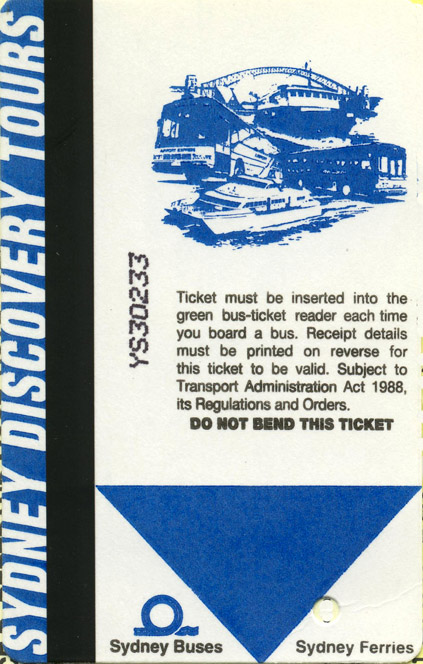 SYDNEY DISCOVERY TOURS
YS30233
Ticket must be inserted into the
green bus-ticket reader each time
you board a bus. Receipt details
must be printed on reverse for
this ticket to be valid. Subject to
Transport Administration Act 1988,
its Regulations and Orders.
DO NOT BEND THIS TICKET
Sydney Buses
Sydney Ferries